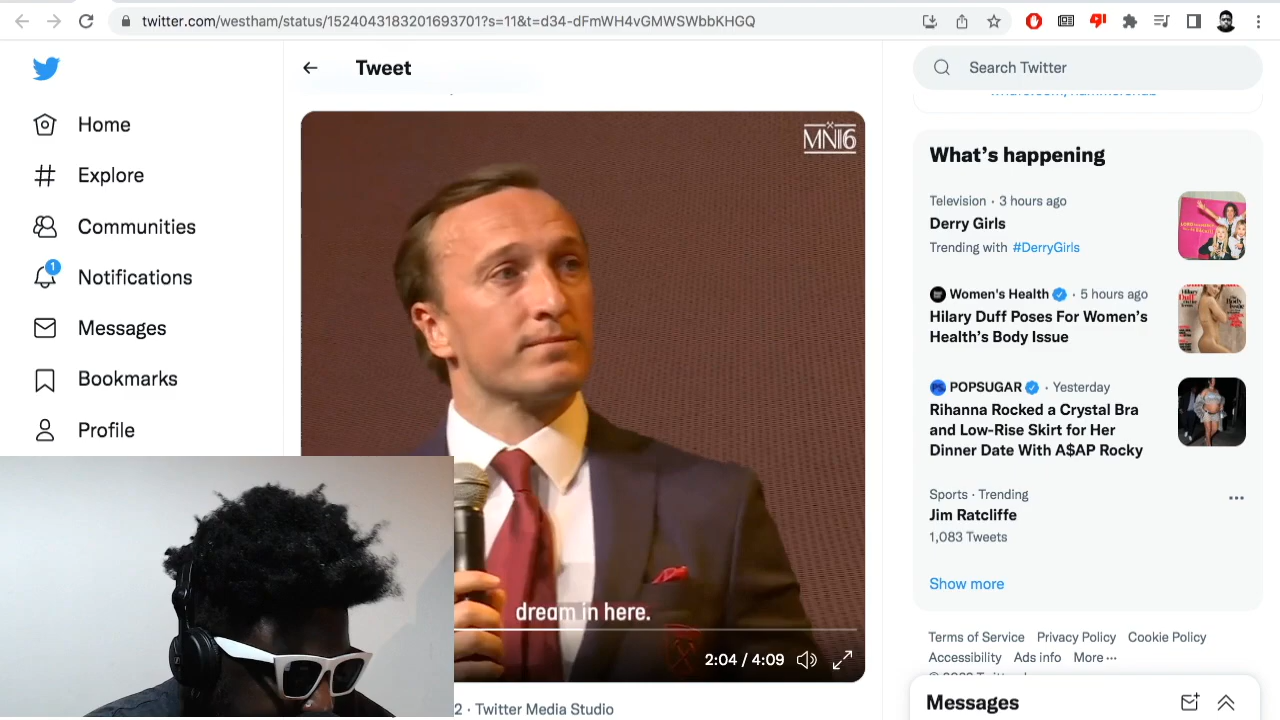 twitter.com/westham/status/1524043183201693701?s=11&t=d34-dFmWH4vGMWSWbbKHGQ
Tweet
Search Twitter
Home
Explore
Communities
1
Notifications
Messages
Bookmarks
Profile
MN16
dream in here.
2:04 / 4:09
2 · Twitter Media Studio
What's happening
Television · 3 hours ago
Derry Girls
Trending with #DerryGirls
Women's Health · 5 hours ago
Hilary Duff Poses For Women's
Health's Body Issue
POPSUGAR · Yesterday
Rihanna Rocked a Crystal Bra
and Low-Rise Skirt for Her
Dinner Date With A$AP Rocky
Sports · Trending
Jim Ratcliffe
1,083 Tweets
Show more
Terms of Service Privacy Policy Cookie Policy
Accessibility Ads info More ···
Messages